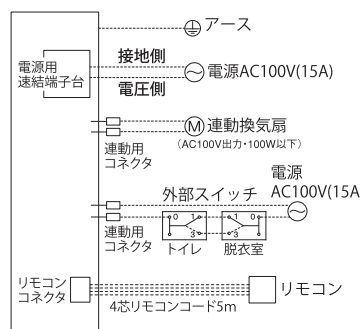 アース
接地側
電源用
速結端子台
電源AC100V(15A)
電圧側
M
連動換気扇
(AC100V出力・100W以下)
連動用
コネクタ
電源
AC100V(15A
外部スイッチ
0 1 3
1 0 3
連動用
コネクタ
トイレ
脱衣室
リモコン
コネクタ
リモコン
4芯リモコンコード5m